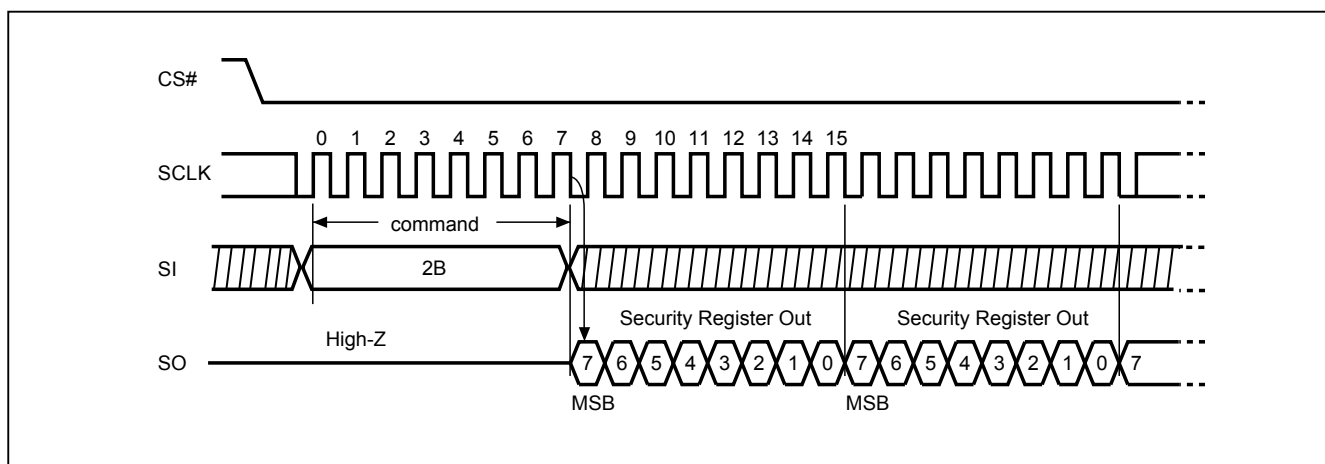 CS#
0 1 2 3 4 5 6 7 8 9 10 11 12 13 14 15
SCLK
command
SI
2B
Security Register Out Security Register Out
High-Z
SO
7 6 5 4 3 2 1 0 7 6 5 4 3 2 1 0 7
MSB MSB